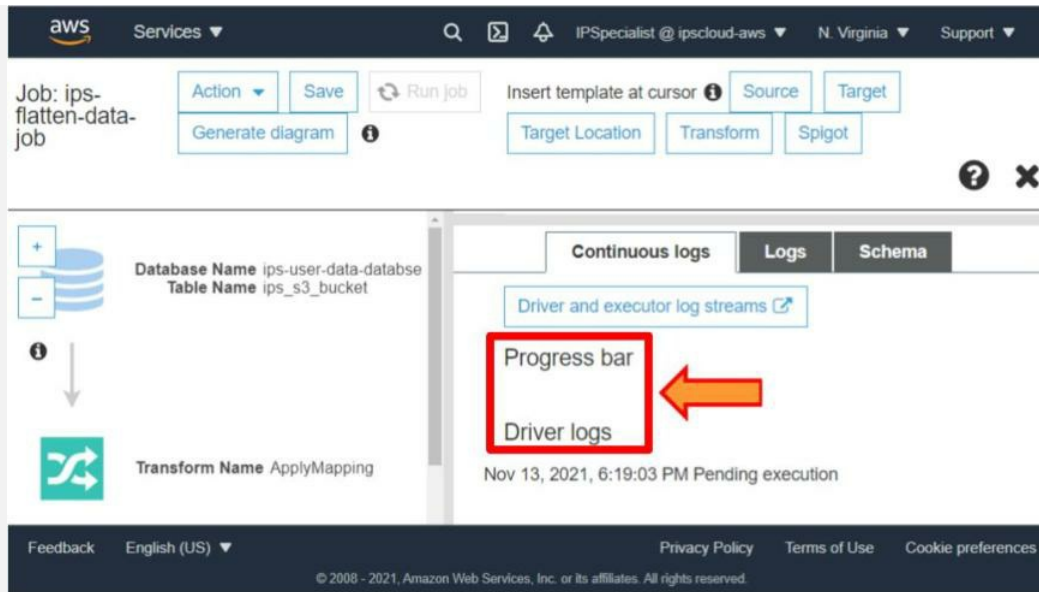 aws
Services ▼
IPSpecialist @ ipscloud-aws ▼
N. Virginia ▼
Support ▼
Job: ips-
flatten-data-
job
Action
Save
Run job
Generate diagram
Insert template at cursor
Source
Target
Target Location
Transform
Spigot
Database Name ips-user-data-databse
Table Name ips_s3_bucket
Transform Name ApplyMapping
Continuous logs
Logs
Schema
Driver and executor log streams
Progress bar
Driver logs
Nov 13, 2021, 6:19:03 PM Pending execution
Feedback
English (US) ▼
Privacy Policy
Terms of Use
Cookie preferences
© 2008 - 2021, Amazon Web Services, Inc. or its affiliates. All rights reserved.